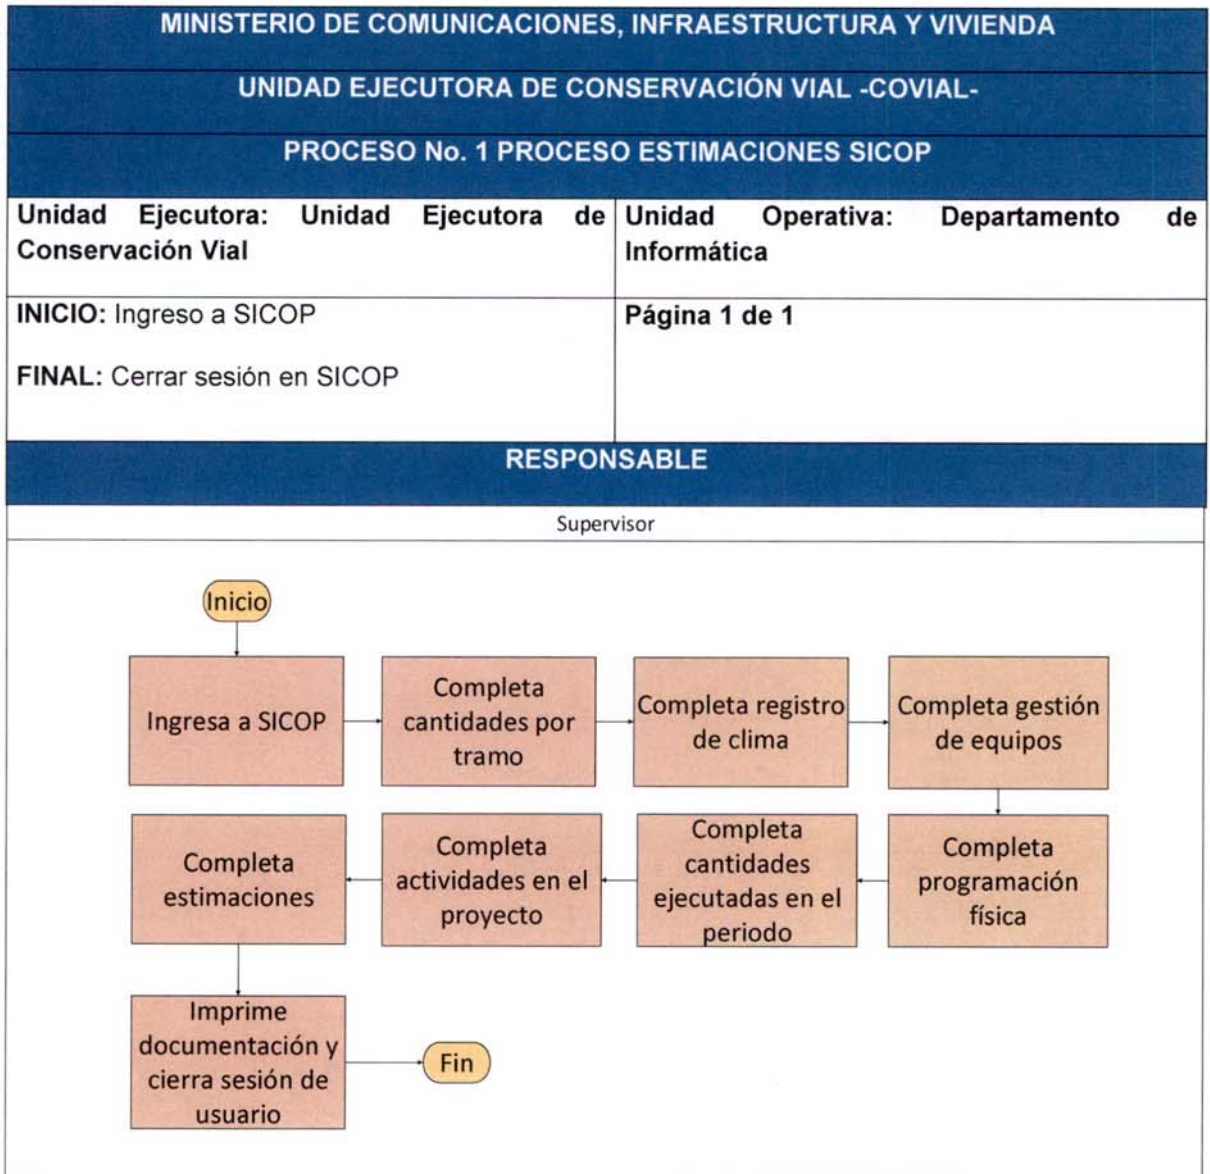 MINISTERIO DE COMUNICACIONES, INFRAESTRUCTURA Y VIVIENDA
UNIDAD EJECUTORA DE CONSERVACIÓN VIAL -COVIAL-
PROCESO No. 1 PROCESO ESTIMACIONES SICOP
Unidad Ejecutora: Unidad Ejecutora de
Conservación Vial
Unidad Operativa: Departamento de
Informática
INICIO: Ingreso a SICOP
FINAL: Cerrar sesión en SICOP
Página 1 de 1
RESPONSABLE
Supervisor
Inicio
Ingresa a SICOP
Completa
cantidades por
tramo
Completa registro
de clima
Completa gestión
de equipos
Completa
programación
física
Completa
cantidades
ejecutadas en el
periodo
Completa
actividades en el
proyecto
Completa
estimaciones
Imprime
documentación y
cierra sesión de
usuario
Fin